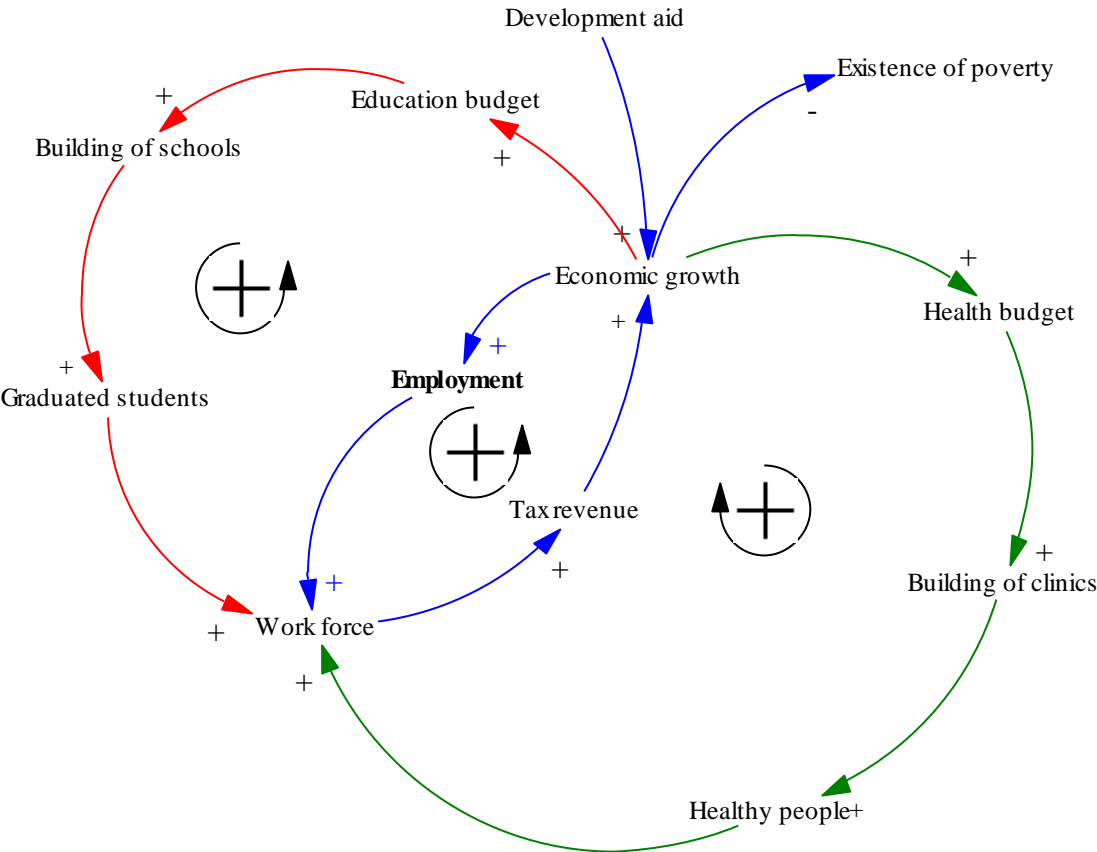 Development aid
Existence of poverty
-
Education budget
+
+
Building of schools
+
Economic growth
+
+
Health budget
+
Employment
+
Graduated students
+
+
+
+
Tax revenue
+
Building of clinics
+
Work force
+
+
+
Healthy people
+